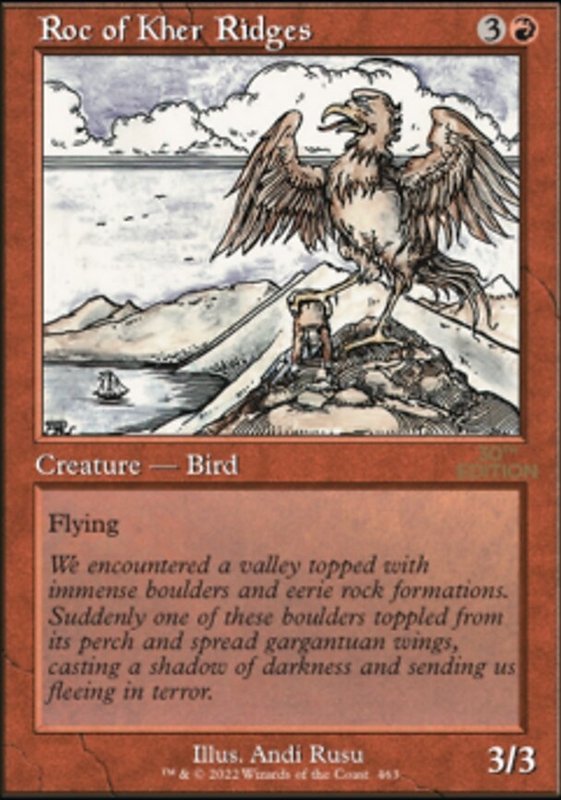 Roc of Kher Ridges 3
Creature — Bird
30TH
EDITION
Flying
We encountered a valley topped with
immense boulders and eerie rock formations.
Suddenly one of these boulders toppled from
its perch and spread gargantuan wings,
casting a shadow of darkness and sending us
fleeing in terror.
Illus. Andi Rusu
™ & © 2022 Wizards of the Coast 463
3/3